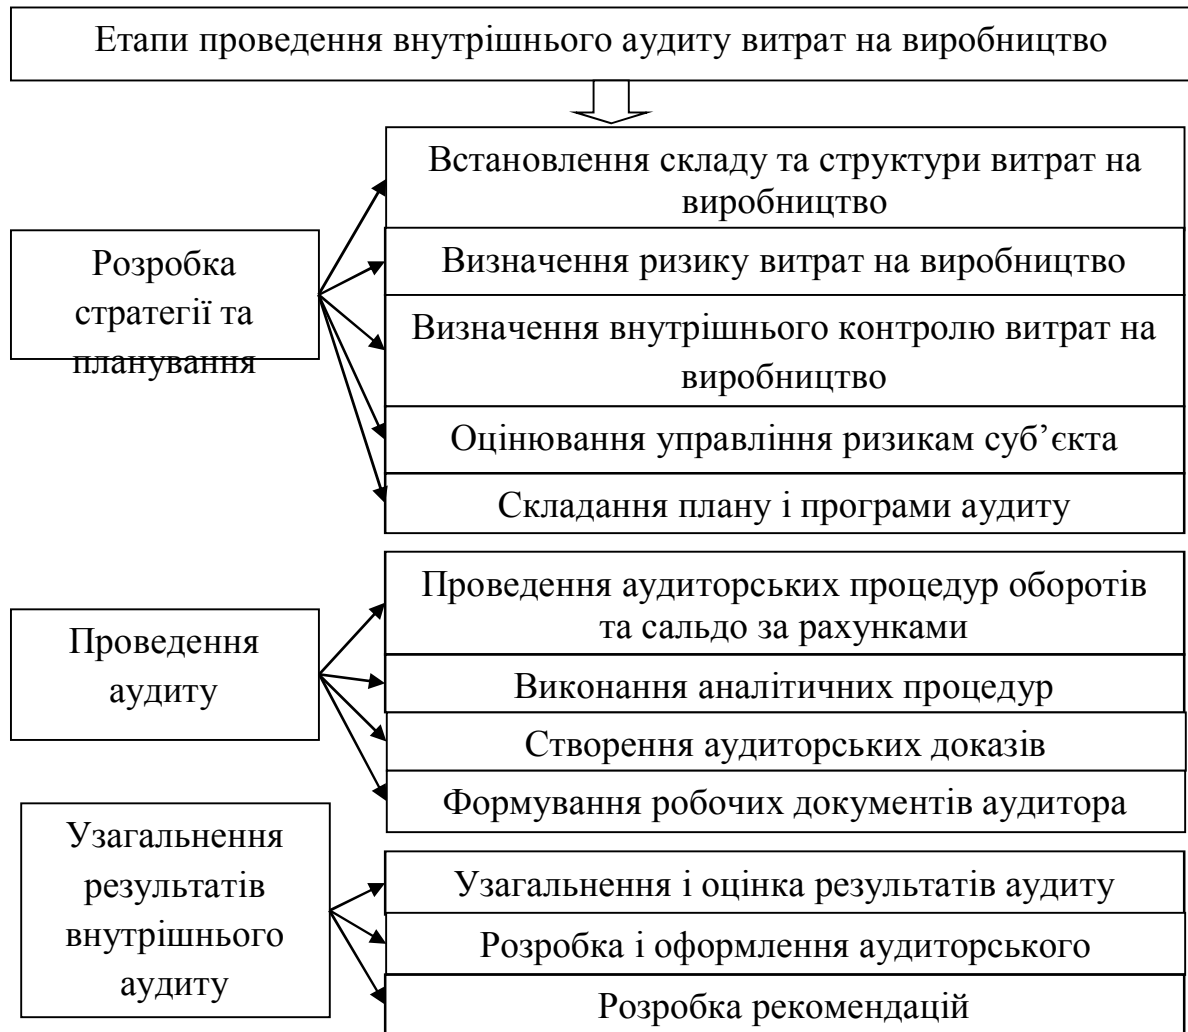 Етапи проведення внутрішнього аудиту витрат на виробництво
Розробка
стратегії та
планування
Встановлення складу та структури витрат на
виробництво
Визначення ризику витрат на виробництво
Визначення внутрішнього контролю витрат на
виробництво
Оцінювання управління ризикам суб’єкта
Складання плану і програми аудиту
Проведення
аудиту
Проведення аудиторських процедур оборотів
та сальдо за рахунками
Виконання аналітичних процедур
Створення аудиторських доказів
Формування робочих документів аудитора
Узагальнення
результатів
внутрішнього
аудиту
Узагальнення і оцінка результатів аудиту
Розробка і оформлення аудиторського
Розробка рекомендацій